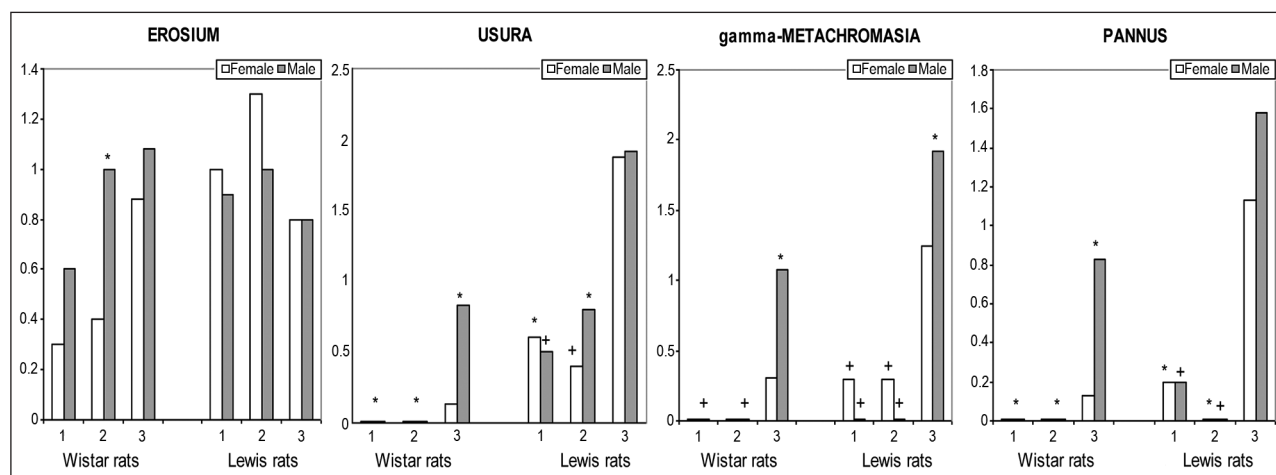 EROSIUM
Female Male
1.4
1.2
1
0.8
0.6
0.4
0.2
0
*
1 2 3 1 2 3
Wistar rats Lewis rats
USURA
Female Male
2.5
2
1.5
1
0.5
0
* * * * + + *
1 2 3 1 2 3
Wistar rats Lewis rats
gamma-METACHROMASIA
Female Male
2.5
2
1.5
1
0.5
0
+ + * + + + + *
1 2 3 1 2 3
Wistar rats Lewis rats
PANNUS
Female Male
1.8
1.6
1.4
1.2
1.0
0.8
0.6
0.4
0.2
0
* * * * + * +
1 2 3 1 2 3
Wistar rats Lewis rats